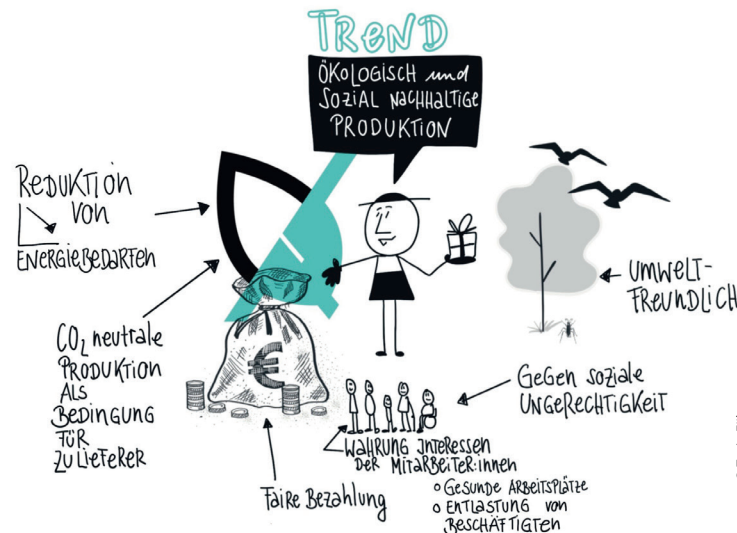 TREND
ÖKOLOGISCH und
SOZIAL NACHHALTIGE
PRODUKTION
REDUKTION
VON
ENERGIEBEDARFEN
CO₂ neutrale
PRODUKTION
ALS
BEDINGUNG
FÜR
ZULIEFERER
€
Faire Bezahlung
UMWELT-
FREUNDLICH
GEGEN SOZIALE
UNGERECHTIGKEIT
WAHRUNG INTERESSEN
DER MITARBEITER:INNEN
○ GESUNDE ARBEITSPLÄTZE
○ ENTLASTUNG VON
BESCHÄFTIGTEN